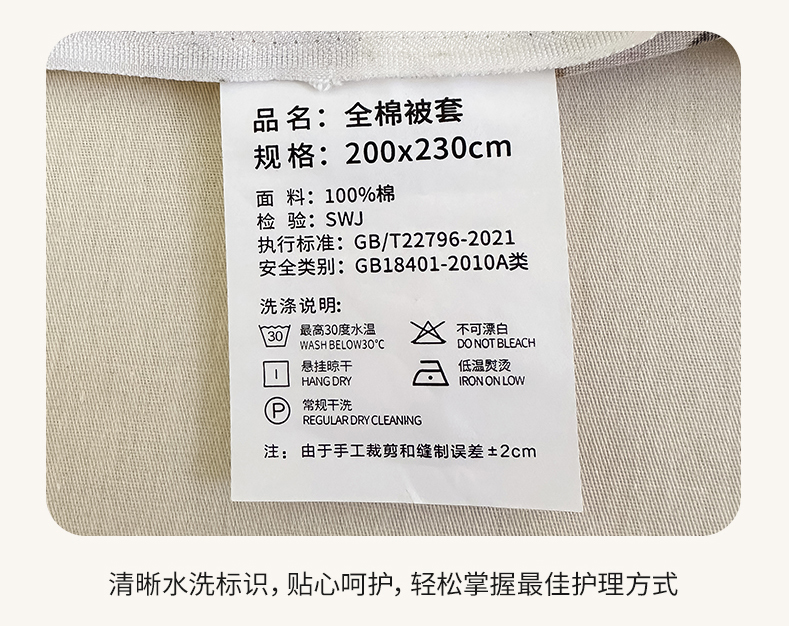 品名：全棉被套
规格：200x230cm
面料：100%棉
检验：SWJ
执行标准：GB/T22796-2021
安全类别：GB18401-2010A类
洗涤说明:
30 最高30度水温 不可漂白
WASH BELOW30°C DO NOT BLEACH
悬挂晾干 低温熨烫
HANG DRY IRON ON LOW
P 常规干洗
REGULAR DRY CLEANING
注：由于手工裁剪和缝制误差±2cm
清晰水洗标识，贴心呵护，轻松掌握最佳护理方式